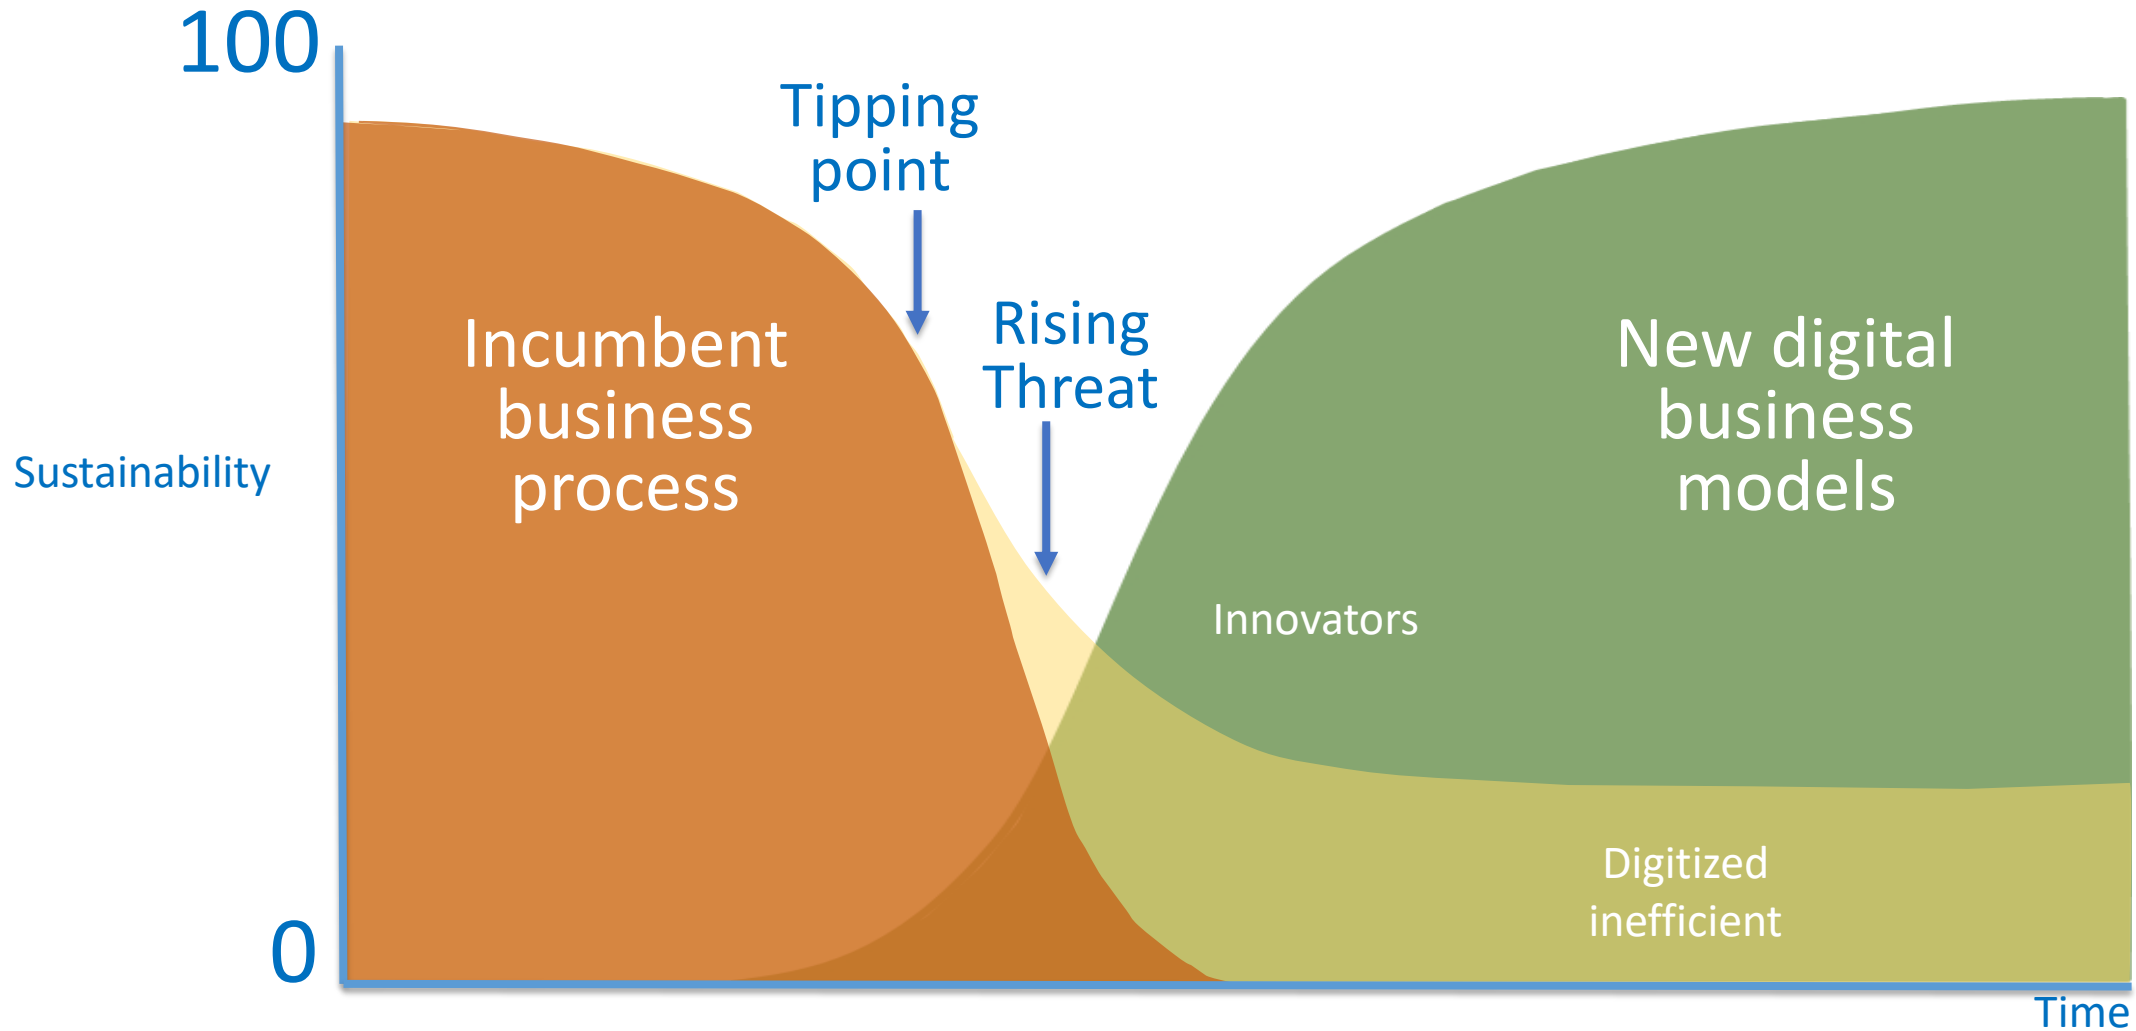 100
Tipping
point
Rising
Threat
Incumbent
business
process
New digital
business
models
Sustainability
Innovators
Digitized
inefficient
0
Time